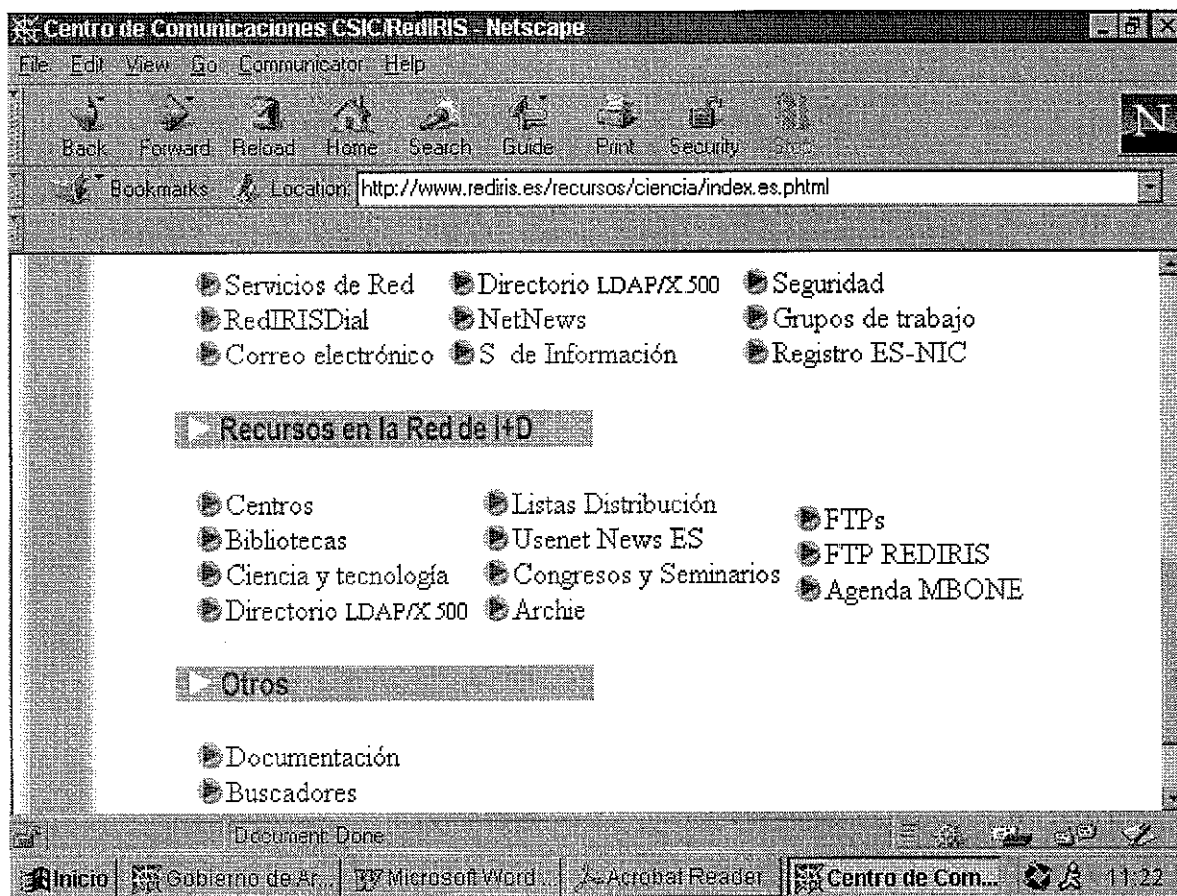 Centro de Comunicaciones CSIC/RedIRIS - Netscape
File Edit View Go Communicator Help
Back Forward Reload Home Search Guide Print Security Stop
Bookmarks Location: http://www.rediris.es/recursos/ciencia/index.es.phtml
N
Servicios de Red Directorio LDAP/X.500 Seguridad
RedIRISDial NetNews Grupos de trabajo
Correo electrónico S de Información Registro ES-NIC
Recursos en la Red de I+D
Centros Listas Distribución FTPs
Bibliotecas Usenet News ES FTP REDIRIS
Ciencia y tecnología Congresos y Seminarios Agenda MBONE
Directorio LDAP/X.500 Archie
Otros
Documentación
Buscadores
Document: Done
Inicio Gobierno de Ar... Microsoft Word... Acrobat Reader Centro de Com... 11:22